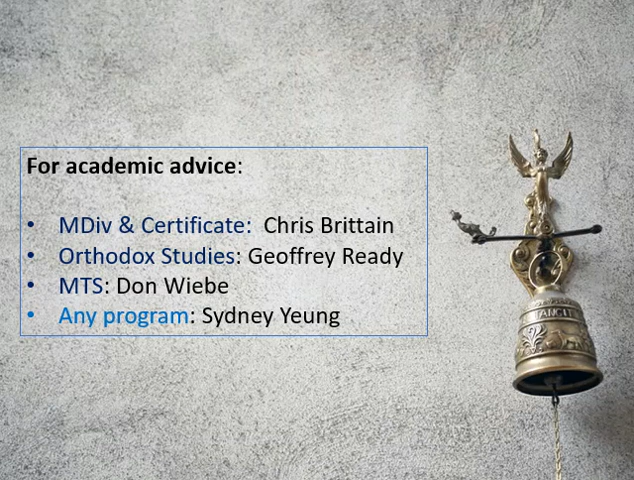 For academic advice:
• MDiv & Certificate: Chris Brittain
• Orthodox Studies: Geoffrey Ready
• MTS: Don Wiebe
• Any program: Sydney Yeung